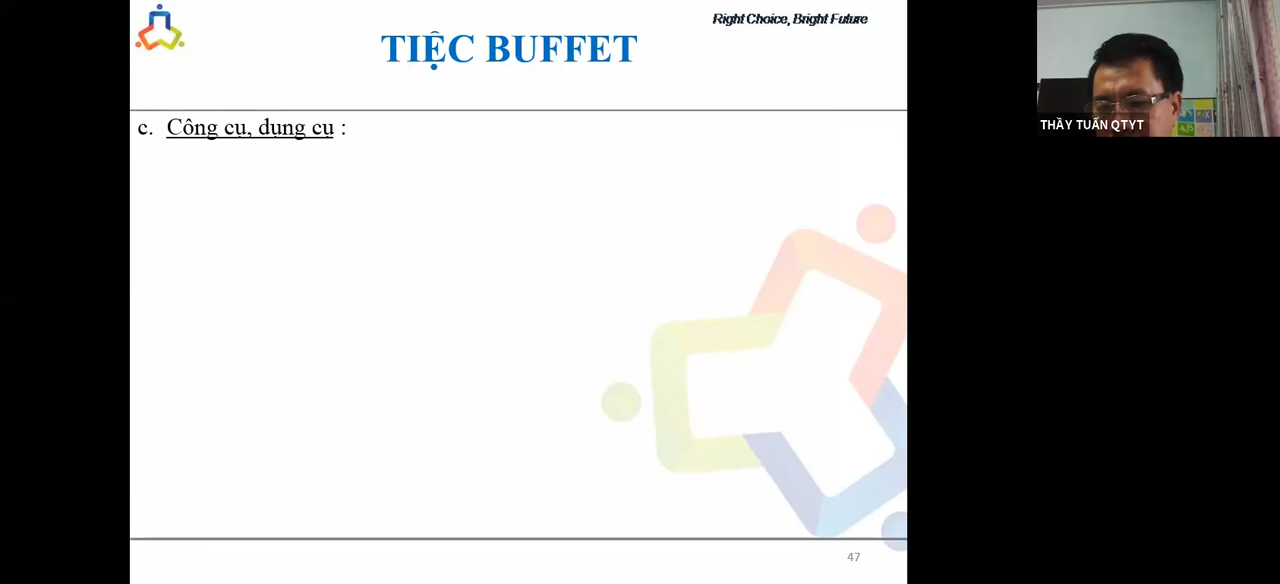 Right Choice, Bright Future
TIỆC BUFFET
c. Công cụ, dụng cụ :
THẦY TUẤN QTYT
47